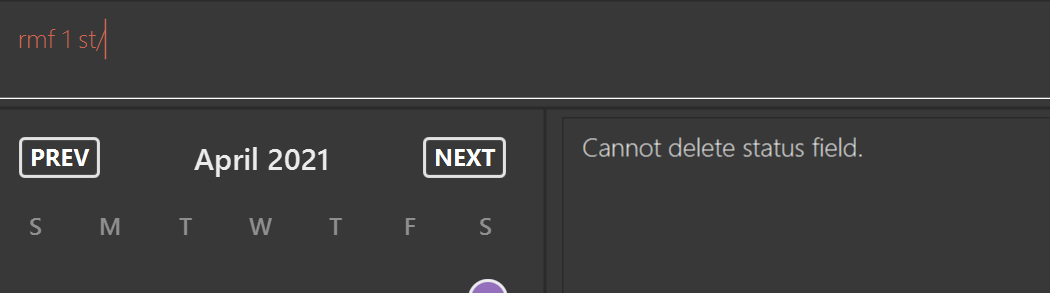 rmf 1 st/
PREV April 2021 NEXT
S M T W T F S
Cannot delete status field.